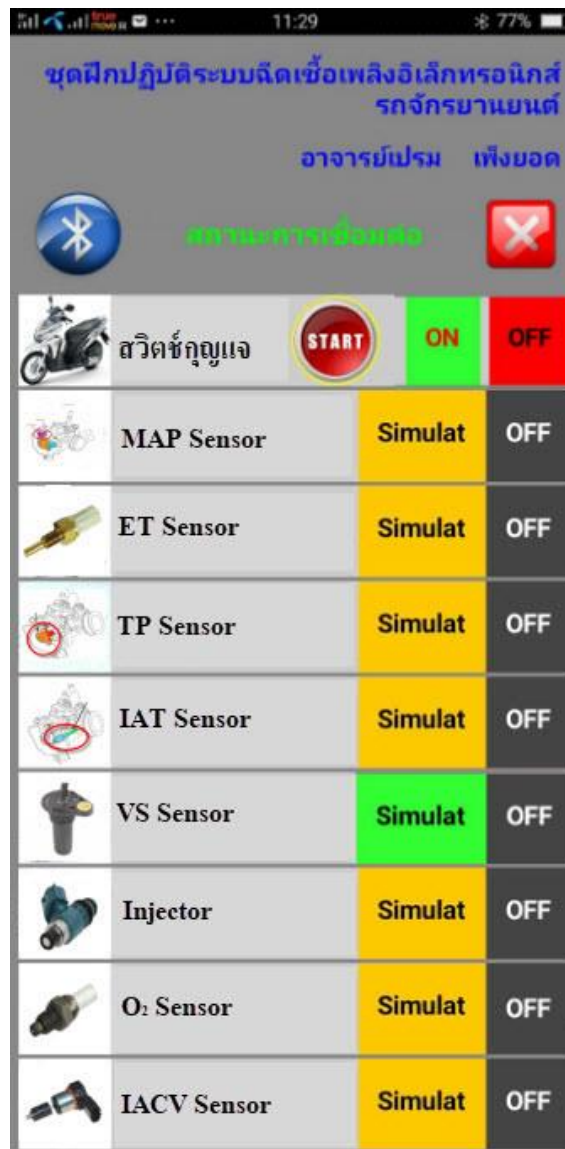 true
move H
11:29
77%
ชุดฝึกปฏิบัติระบบฉีดเชื้อเพลิงอิเล็กทรอนิกส์
รถจักรยานยนต์
อาจารย์เปรม เพ็งยอด
สถานะการเชื่อมต่อ
สวิตช์กุญแจ START ON OFF
MAP Sensor Simulat OFF
ET Sensor Simulat OFF
TP Sensor Simulat OFF
IAT Sensor Simulat OFF
VS Sensor Simulat OFF
Injector Simulat OFF
O₂ Sensor Simulat OFF
IACV Sensor Simulat OFF